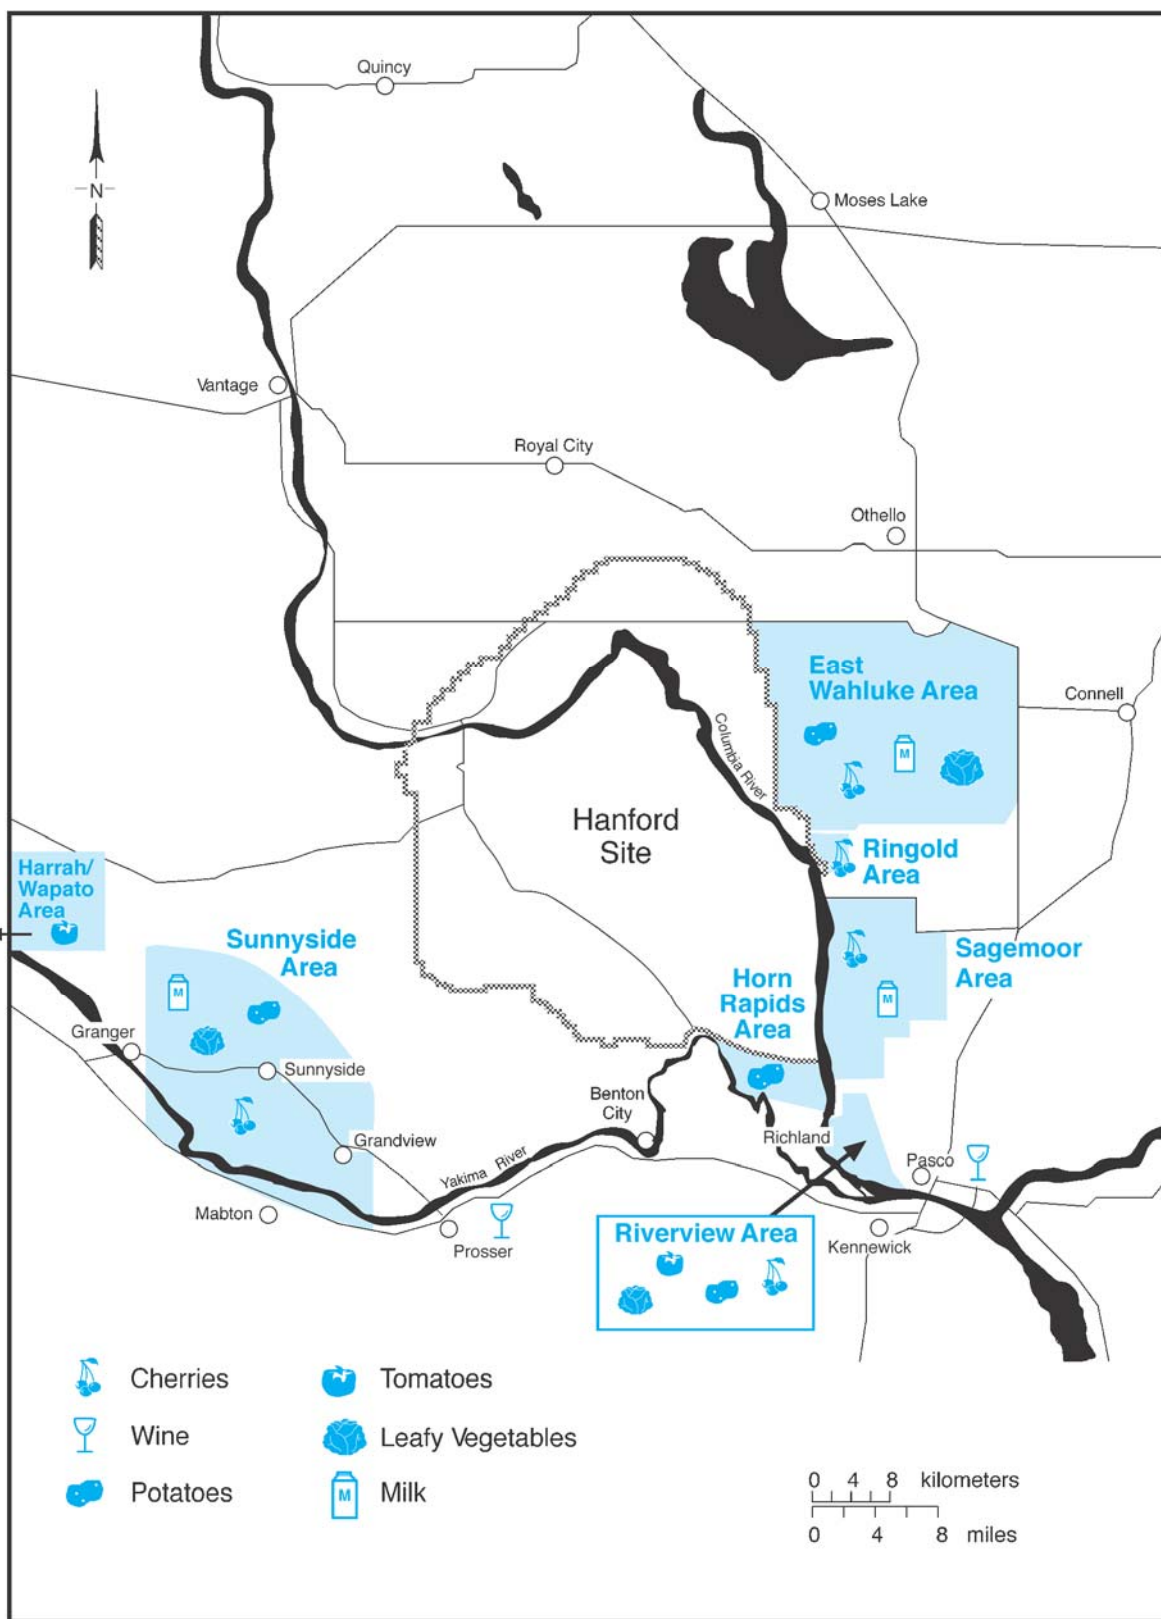 Quincy
N
Moses Lake
Vantage
Royal City
Othello
East
Wahluke Area
Connell
M
Columbia River
Hanford
Site
Ringold
Area
Harrah/
Wapato
Area
Sunnyside
Area
Sagemoor
Area
Horn
Rapids
Area
M
M
Granger
Sunnyside
Benton
City
Richland
Grandview
Pasco
Yakima River
Mabton
Prosser
Kennewick
Riverview Area
Cherries
Tomatoes
Wine
Leafy Vegetables
Potatoes
M
Milk
0 4 8 kilometers
0 4 8 miles